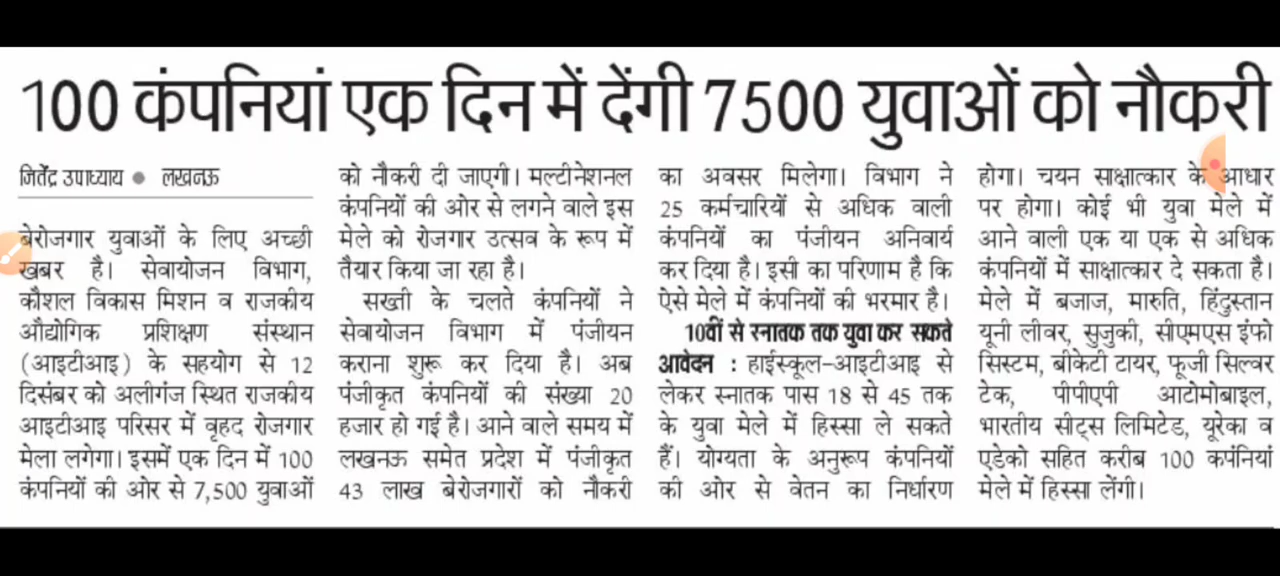 100 कंपनियां एक दिन में देंगी 7500 युवाओं को नौकरी
जितेंद्र उपाध्याय ● लखनऊ
बेरोजगार युवाओं के लिए अच्छी
खबर है। सेवायोजन विभाग,
कौशल विकास मिशन व राजकीय
औद्योगिक प्रशिक्षण संस्थान
(आइटीआइ) के सहयोग से 12
दिसंबर को अलीगंज स्थित राजकीय
आइटीआइ परिसर में वृहद रोजगार
मेला लगेगा। इसमें एक दिन में 100
कंपनियों की ओर से 7,500 युवाओं
को नौकरी दी जाएगी। मल्टीनेशनल
कंपनियों की ओर से लगने वाले इस
मेले को रोजगार उत्सव के रूप में
तैयार किया जा रहा है।
सख्ती के चलते कंपनियों ने
सेवायोजन विभाग में पंजीयन
कराना शुरू कर दिया है। अब
पंजीकृत कंपनियों की संख्या 20
हजार हो गई है। आने वाले समय में
लखनऊ समेत प्रदेश में पंजीकृत
43 लाख बेरोजगारों को नौकरी
का अवसर मिलेगा। विभाग ने
25 कर्मचारियों से अधिक वाली
कंपनियों का पंजीयन अनिवार्य
कर दिया है। इसी का परिणाम है कि
ऐसे मेले में कंपनियों की भरमार है।
10वीं से स्नातक तक युवा कर सकते
आवेदन : हाईस्कूल-आइटीआइ से
लेकर स्नातक पास 18 से 45 तक
के युवा मेले में हिस्सा ले सकते
हैं। योग्यता के अनुरूप कंपनियों
की ओर से वेतन का निर्धारण
होगा। चयन साक्षात्कार के आधार
पर होगा। कोई भी युवा मेले में
आने वाली एक या एक से अधिक
कंपनियों में साक्षात्कार दे सकता है।
मेले में बजाज, मारुति, हिंदुस्तान
यूनी लीवर, सुजुकी, सीएमएस इंफो
सिस्टम, बीकेटी टायर, फूजी सिल्वर
टेक, पीपीएपी आटोमोबाइल,
भारतीय सीट्स लिमिटेड, यूरेका व
एडेको सहित करीब 100 कपंनियां
मेले में हिस्सा लेंगी।